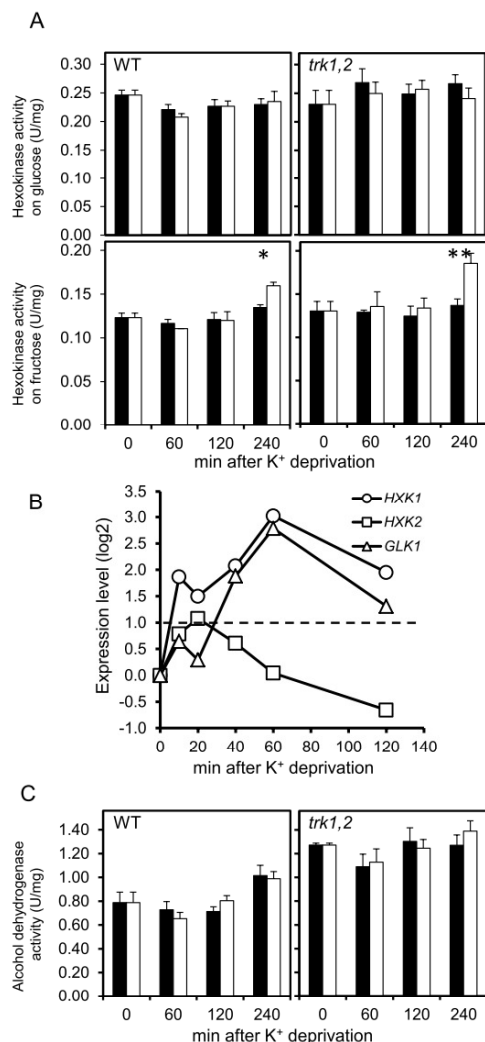 A
WT
trk1,2
Hexokinase activity
on glucose (U/mg)
0.30
0.25
0.20
0.15
0.10
0.05
0.00
Hexokinase activity
on fructose (U/mg)
0.20
0.15
0.10
0.05
0.00
*
**
0 60 120 240
0 60 120 240
min after K+ deprivation
B
Expression level (log2)
3.5
3.0
2.5
2.0
1.5
1.0
0.5
0.0
-0.5
-1.0
HXK1
HXK2
GLK1
0 20 40 60 80 100 120 140
min after K+ deprivation
C
WT
trk1,2
Alcohol dehydrogenase
activity (U/mg)
1.40
1.20
1.00
0.80
0.60
0.40
0.20
0.00
0 60 120 240
0 60 120 240
min after K+ deprivation